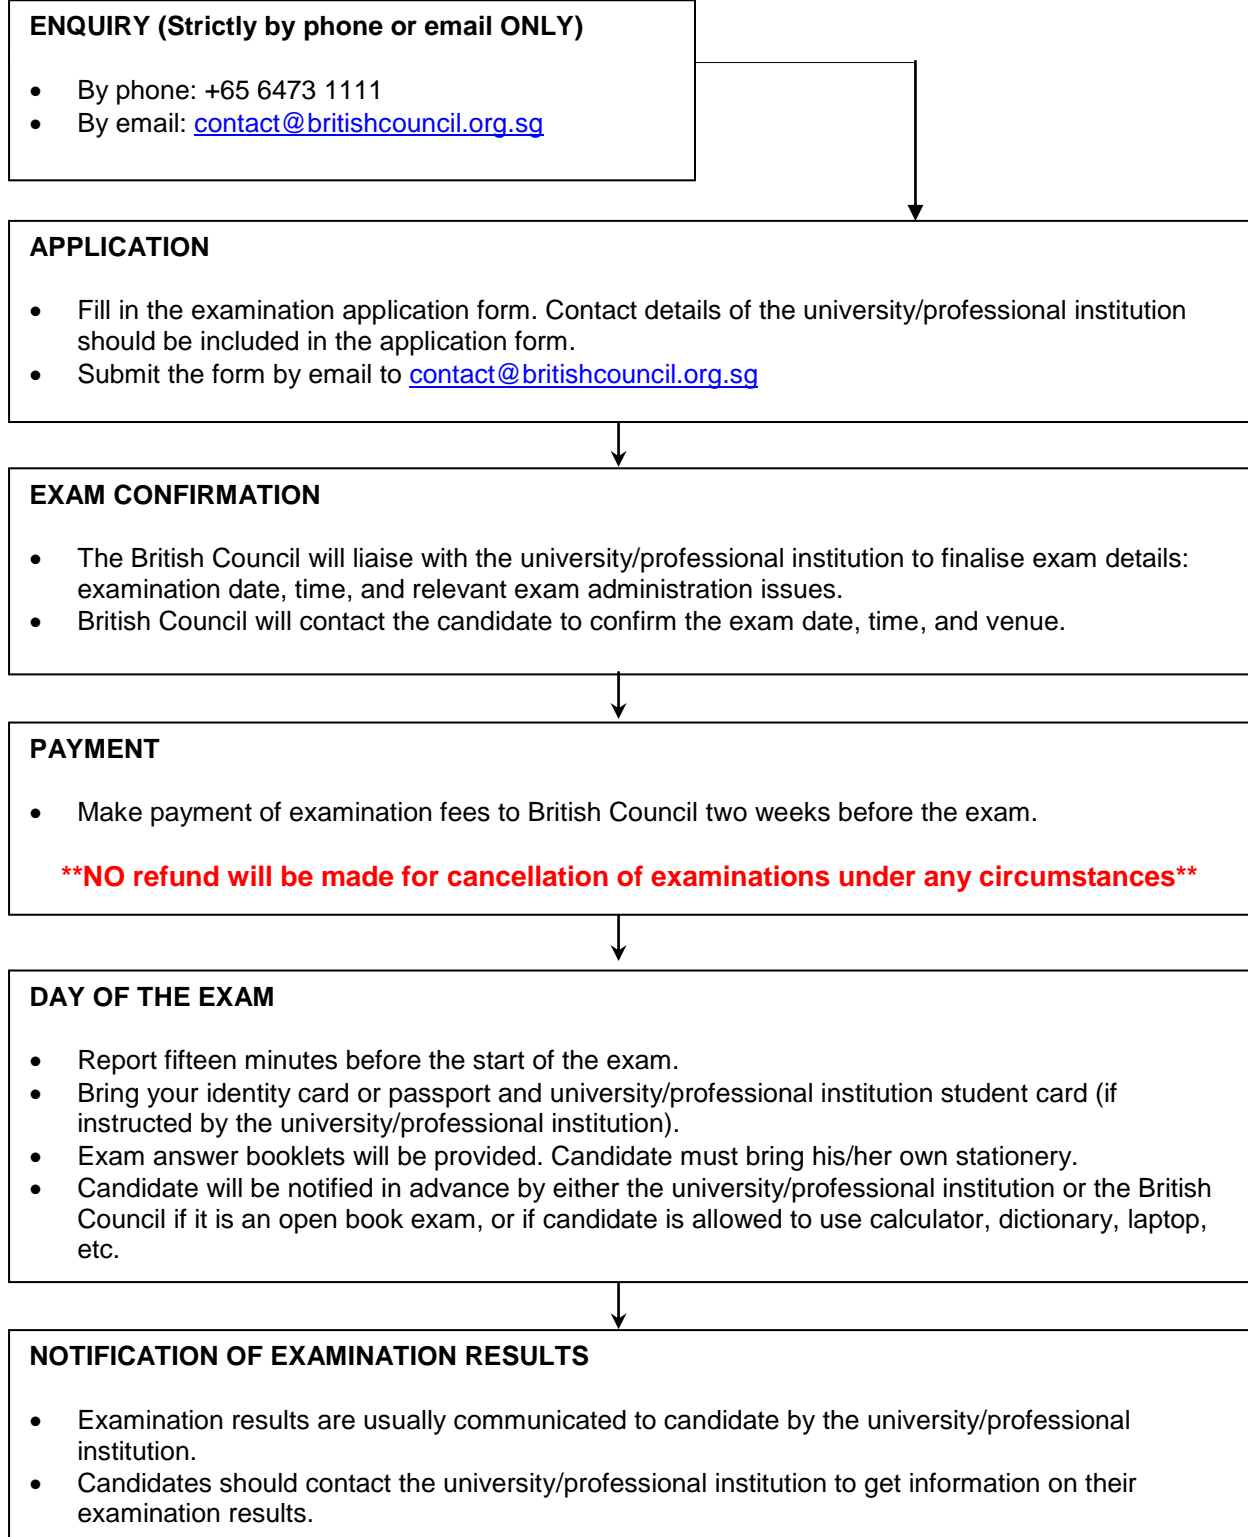 ENQUIRY (Strictly by phone or email ONLY)
• By phone: +65 6473 1111
• By email: contact@britishcouncil.org.sg
APPLICATION
• Fill in the examination application form. Contact details of the university/professional institution
should be included in the application form.
• Submit the form by email to contact@britishcouncil.org.sg
EXAM CONFIRMATION
• The British Council will liaise with the university/professional institution to finalise exam details:
examination date, time, and relevant exam administration issues.
• British Council will contact the candidate to confirm the exam date, time, and venue.
PAYMENT
• Make payment of examination fees to British Council two weeks before the exam.
**NO refund will be made for cancellation of examinations under any circumstances**
DAY OF THE EXAM
• Report fifteen minutes before the start of the exam.
• Bring your identity card or passport and university/professional institution student card (if
instructed by the university/professional institution).
• Exam answer booklets will be provided. Candidate must bring his/her own stationery.
• Candidate will be notified in advance by either the university/professional institution or the British
Council if it is an open book exam, or if candidate is allowed to use calculator, dictionary, laptop,
etc.
NOTIFICATION OF EXAMINATION RESULTS
• Examination results are usually communicated to candidate by the university/professional
institution.
• Candidates should contact the university/professional institution to get information on their
examination results.